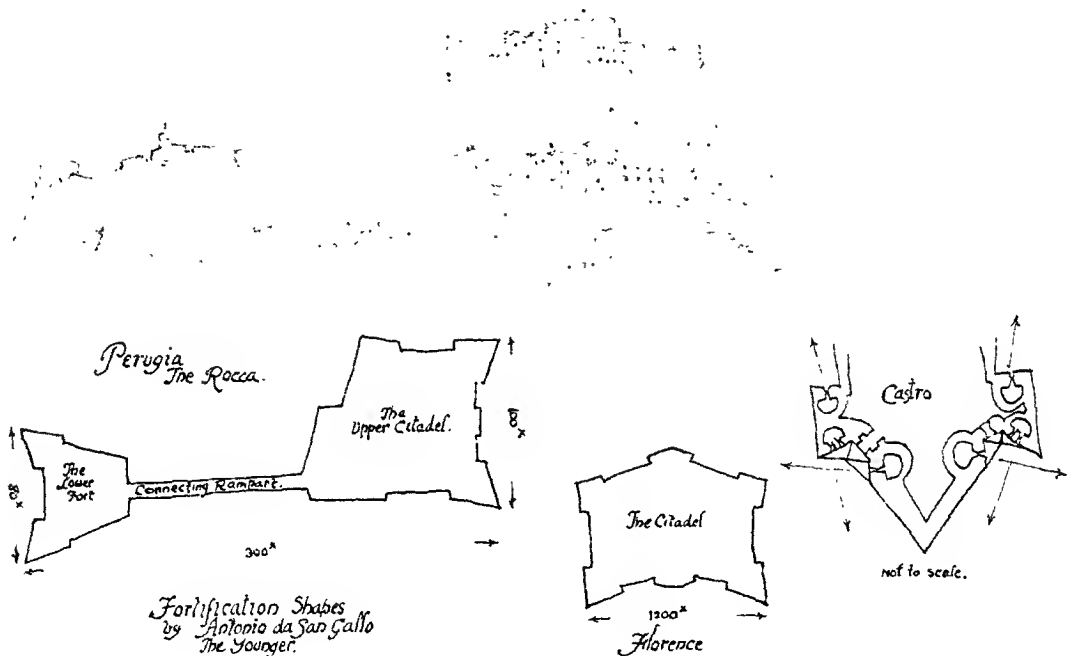 Perugia
The Rocca.
The
Upper Citadel.
100ˣ
The
Lower
Fort
80ˣ
Connecting Rampart.
300ˣ
Fortification Shapes
by Antonio da San Gallo
The Younger.
The Citadel
1200ˣ
Florence
Castro
Not to scale.